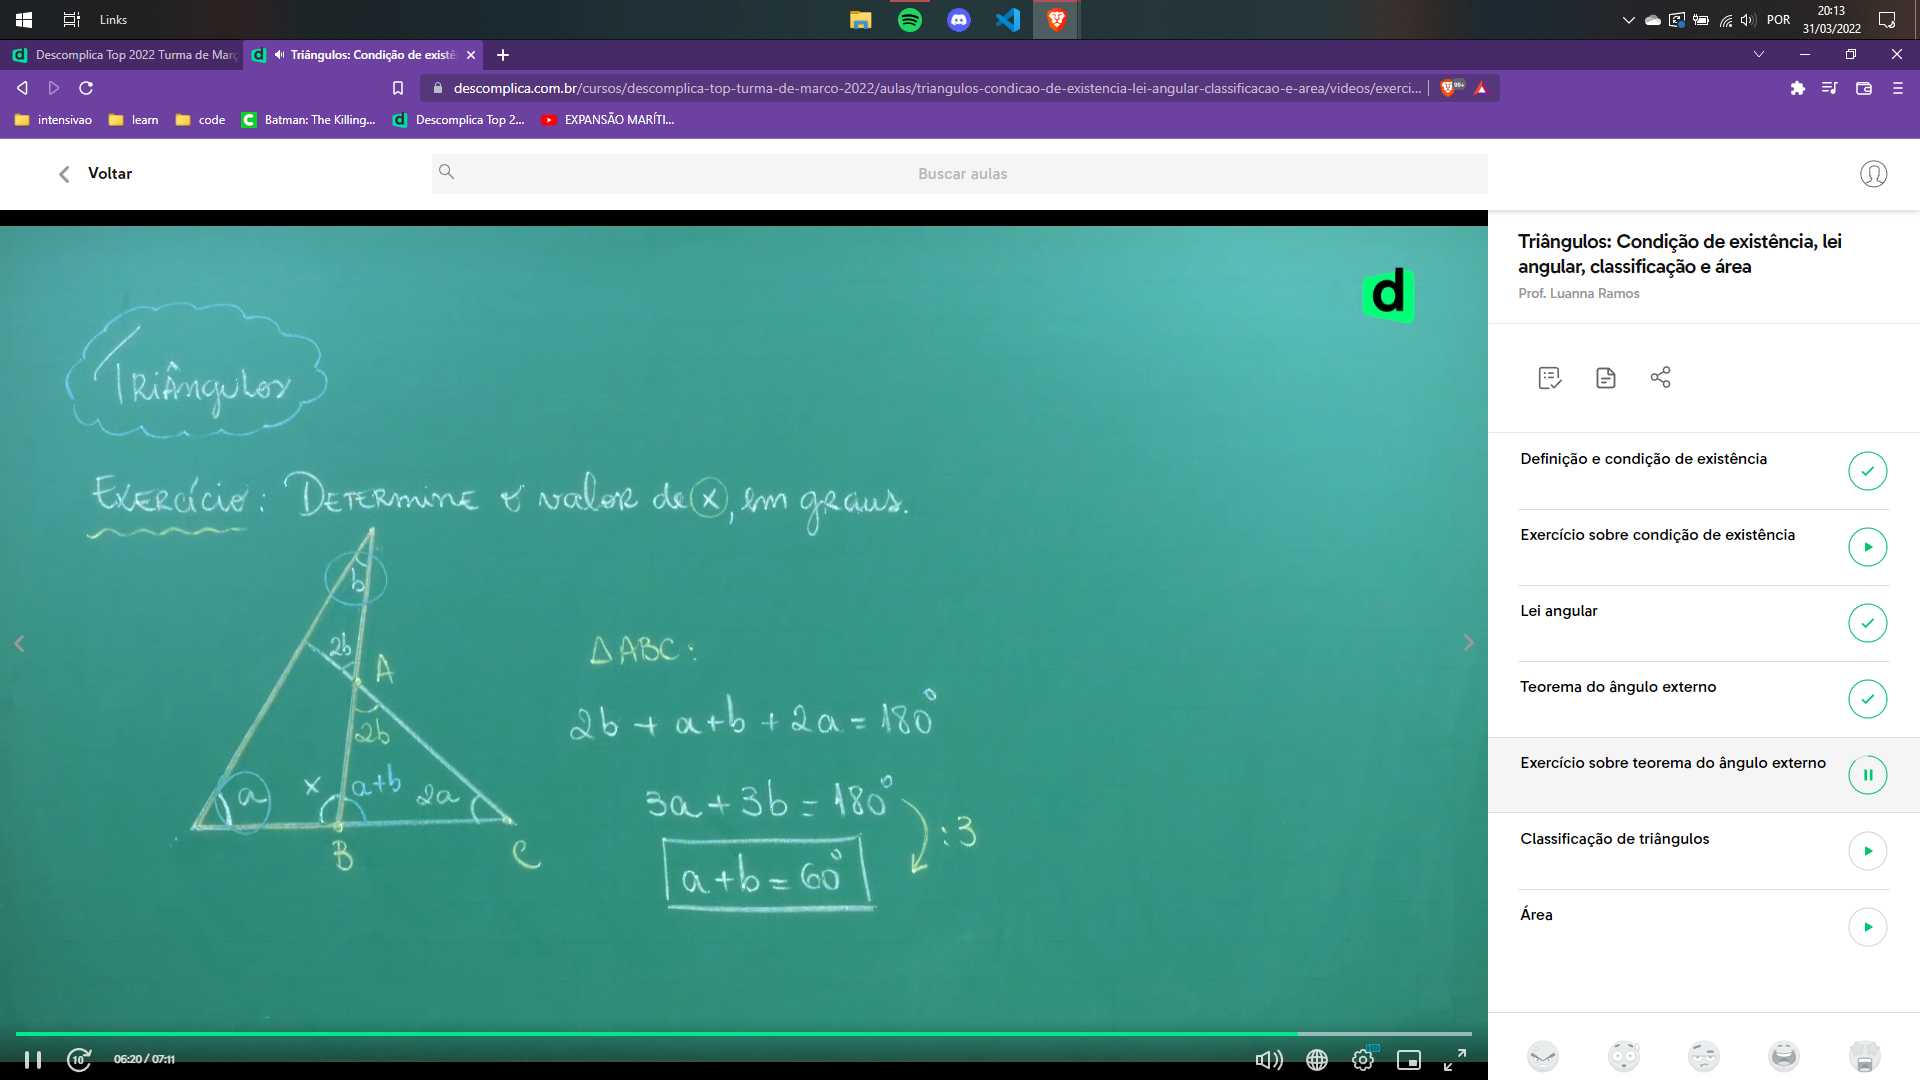 Links
POR
20:13
31/03/2022
Descomplica Top 2022 Turma de Març
Triângulos: Condição de existê
descomplica.com.br/cursos/descomplica-top-turma-de-marco-2022/aulas/triangulos-condicao-de-existencia-lei-angular-classificacao-e-area/videos/exerci...
99+
intensivao
learn
code
Batman: The Killing...
Descomplica Top 2...
EXPANSÃO MARÍTI...
Voltar
Buscar aulas
d
TRIÂNGULOS
EXERCÍCIO: DETERMINE O VALOR DE X, EM GRAUS.
b
2b
A
2b
a
x
a+b
2a
B
C
ΔABC:
2b + a+b + 2a = 180°
3a + 3b = 180°
:3
a+b = 60°
10
06:20 / 07:11
HD
Triângulos: Condição de existência, lei
angular, classificação e área
Prof. Luanna Ramos
Definição e condição de existência
Exercício sobre condição de existência
Lei angular
Teorema do ângulo externo
Exercício sobre teorema do ângulo externo
Classificação de triângulos
Área